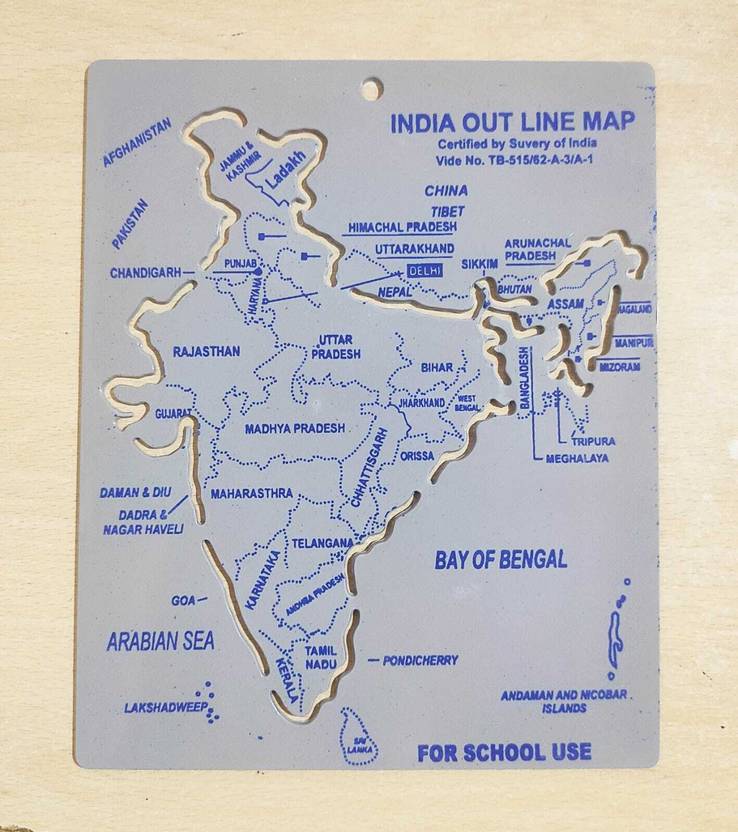 INDIA OUT LINE MAP
Certified by Suvery of India
Vide No. TB-515/62-A-3/A-1
AFGHANISTAN
JAMMU &
KASHMIR
Ladakh
CHINA
TIBET
PAKISTAN
HIMACHAL PRADESH
UTTARAKHAND
ARUNACHAL
PRADESH
SIKKIM
DELHI
CHANDIGARH
PUNJAB
HARYANA
NEPAL
BHUTAN
ASSAM
NAGALAND
MANIPUR
MIZORAM
RAJASTHAN
UTTAR
PRADESH
BIHAR
BANGLADESH
GUJARAT
JHARKHAND
WEST
BENGAL
MADHYA PRADESH
TRIPURA
MEGHALAYA
CHHATTISGARH
ORISSA
DAMAN & DIU
DADRA &
NAGAR HAVELI
MAHARASTHRA
TELANGANA
BAY OF BENGAL
KARNATAKA
ANDHRA PRADESH
GOA
ARABIAN SEA
TAMIL
NADU
KERALA
PONDICHERRY
LAKSHADWEEP
ANDAMAN AND NICOBAR
ISLANDS
SRI
LANKA
FOR SCHOOL USE